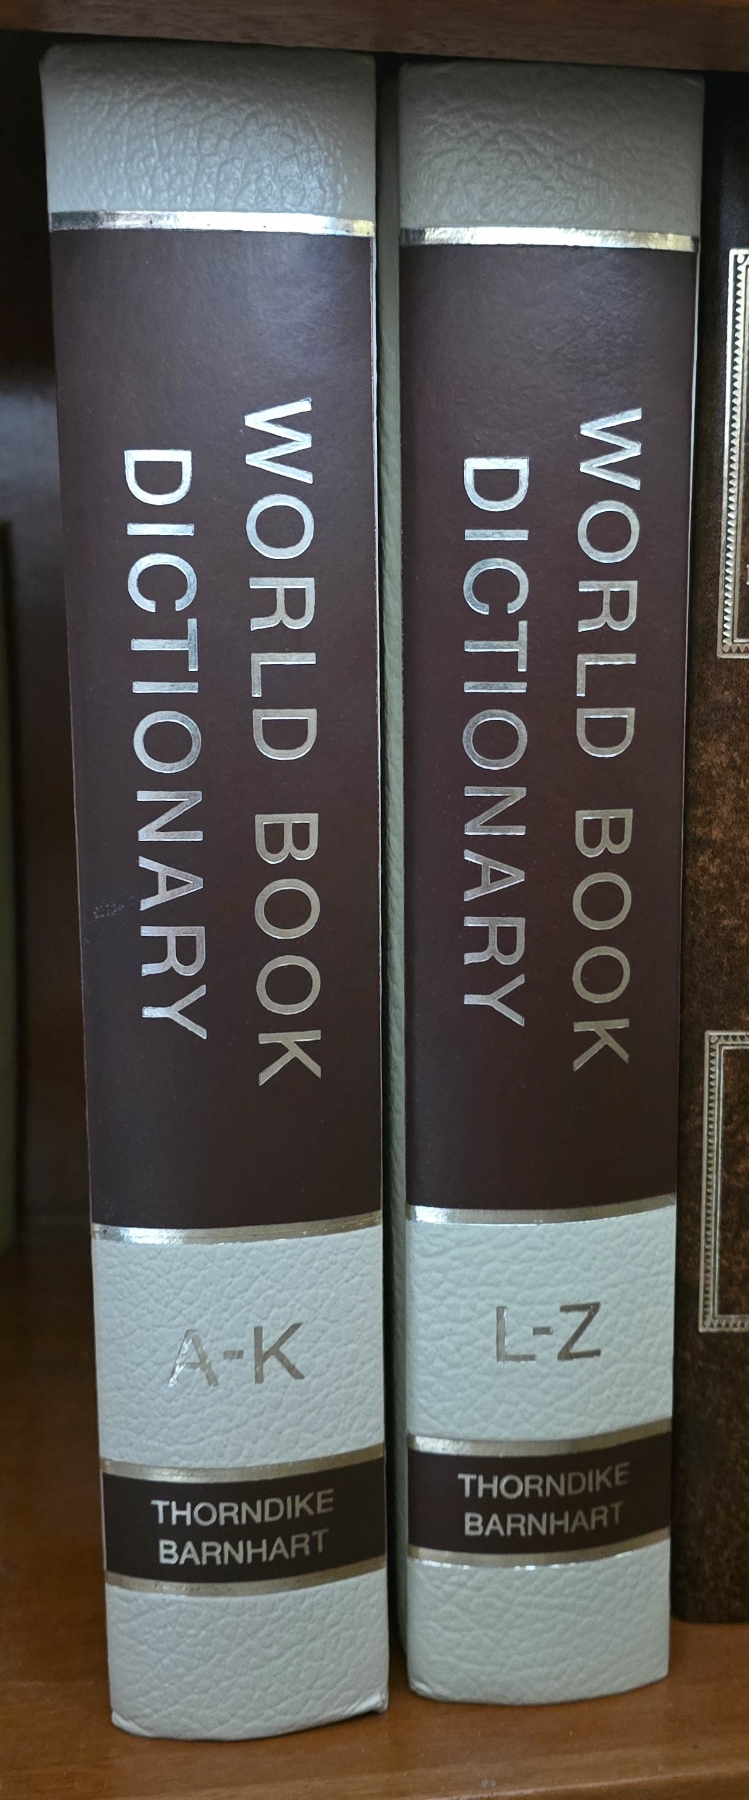 WORLD BOOK
DICTIONARY
A-K
THORNDIKE
BARNHART
WORLD BOOK
DICTIONARY
L-Z
THORNDIKE
BARNHART